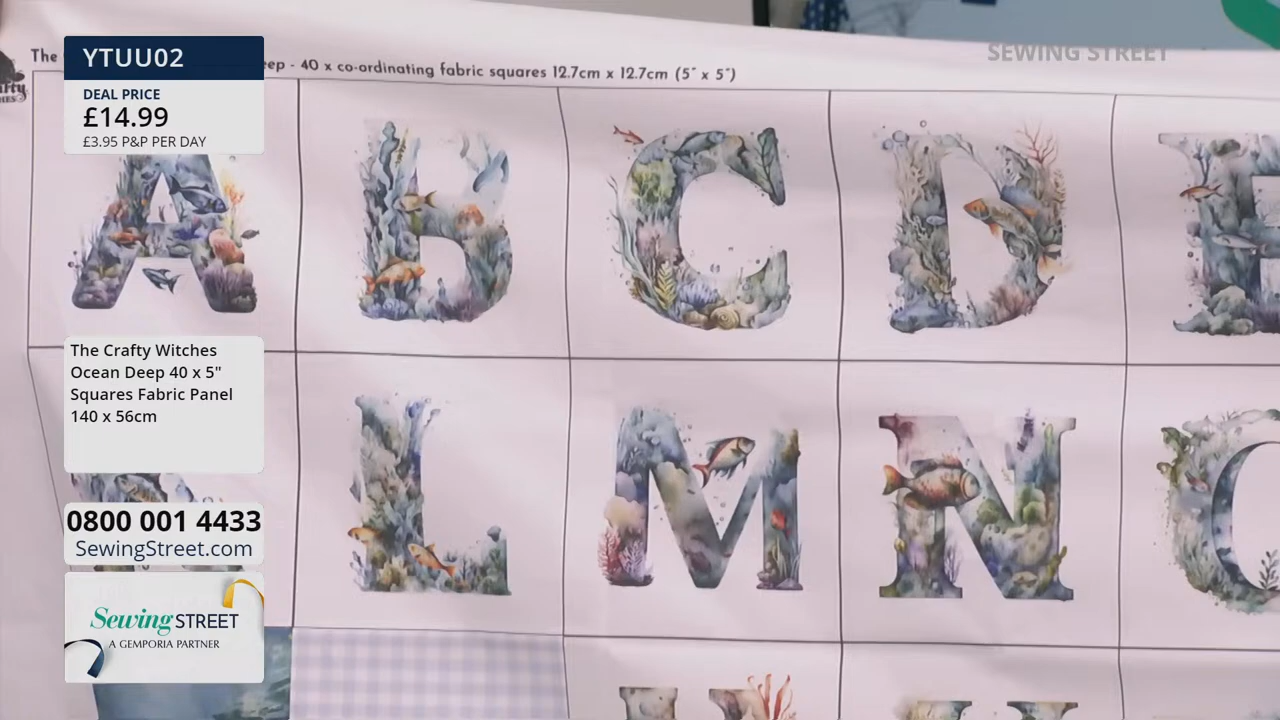 SEWING STREET
YTUU02
The
ep - 40 x co-ordinating fabric squares 12.7cm x 12.7cm (5" x 5")
DEAL PRICE
£14.99
£3.95 P&P PER DAY
A B C D E
The Crafty Witches
Ocean Deep 40 x 5"
Squares Fabric Panel
140 x 56cm
L M N
0800 001 4433
SewingStreet.com
Sewing STREET
A GEMPORIA PARTNER